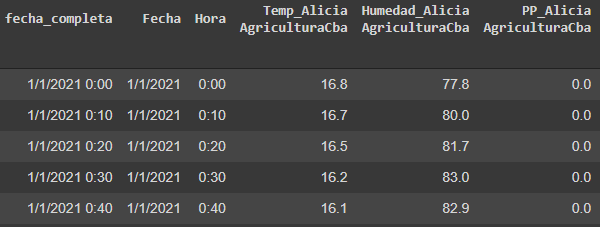 fecha_completa Fecha Hora Temp_Alicia AgriculturaCba Humedad_Alicia AgriculturaCba PP_Alicia AgriculturaCba
1/1/2021 0:00 1/1/2021 0:00 16.8 77.8 0.0
1/1/2021 0:10 1/1/2021 0:10 16.7 80.0 0.0
1/1/2021 0:20 1/1/2021 0:20 16.5 81.7 0.0
1/1/2021 0:30 1/1/2021 0:30 16.2 83.0 0.0
1/1/2021 0:40 1/1/2021 0:40 16.1 82.9 0.0